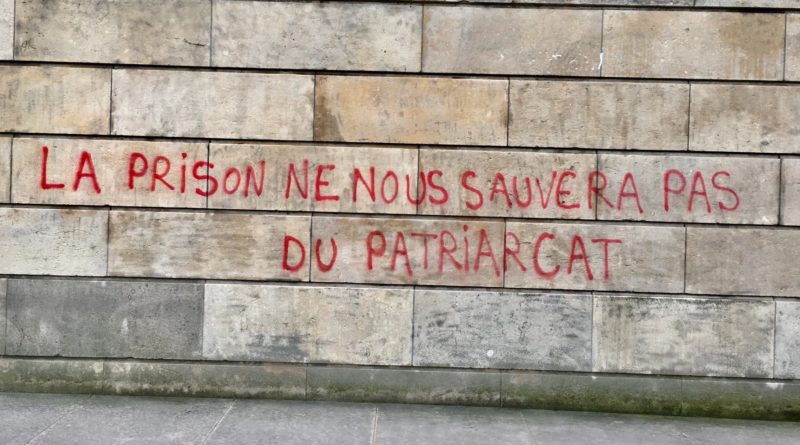 LA PRiSON NE NOUS SAUVERA PAS
DU PATRiARCAT